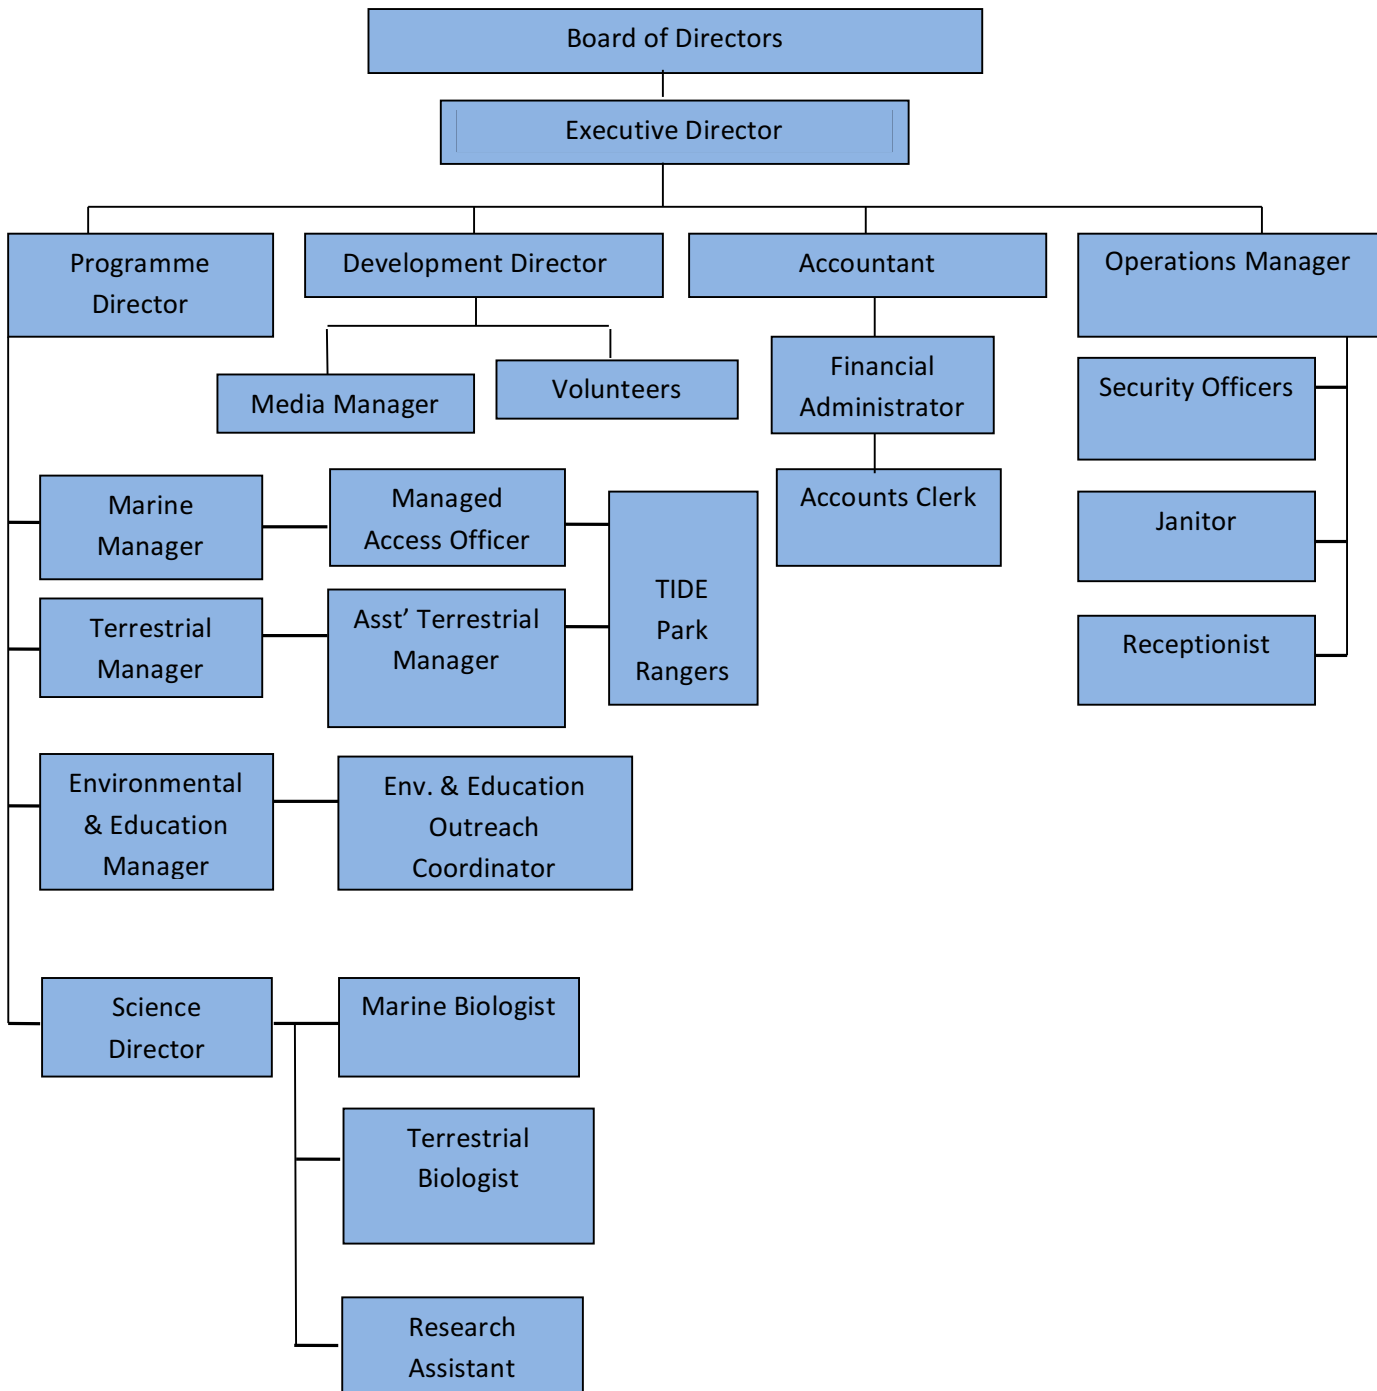 Board of Directors
Executive Director
Programme
Director
Development Director
Accountant
Operations Manager
Media Manager
Volunteers
Financial
Administrator
Security Officers
Marine
Manager
Managed
Access Officer
TIDE
Park
Rangers
Accounts Clerk
Janitor
Terrestrial
Manager
Asst’ Terrestrial
Manager
Receptionist
Environmental
& Education
Manager
Env. & Education
Outreach
Coordinator
Science
Director
Marine Biologist
Terrestrial
Biologist
Research
Assistant